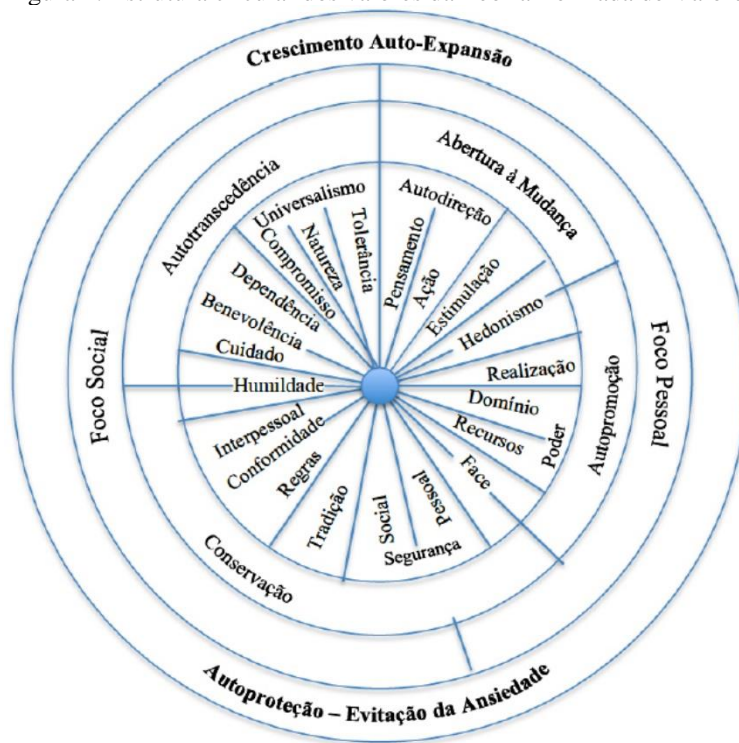 Crescimento Auto-Expansão
Abertura à Mudança
Autotranscedência
Universalismo
Natureza
Compromisso
Tolerância
Autodireção
Pensamento
Ação
Estimulação
Hedonismo
Dependência
Benevolência
Cuidado
Humildade
Realização
Domínio
Recursos
Poder
Face
Foco Social
Foco Pessoal
Autopromoção
Interpessoal
Conformidade
Regras
Tradição
Social
Pessoal
Segurança
Conservação
Autoproteção – Evitação da Ansiedade